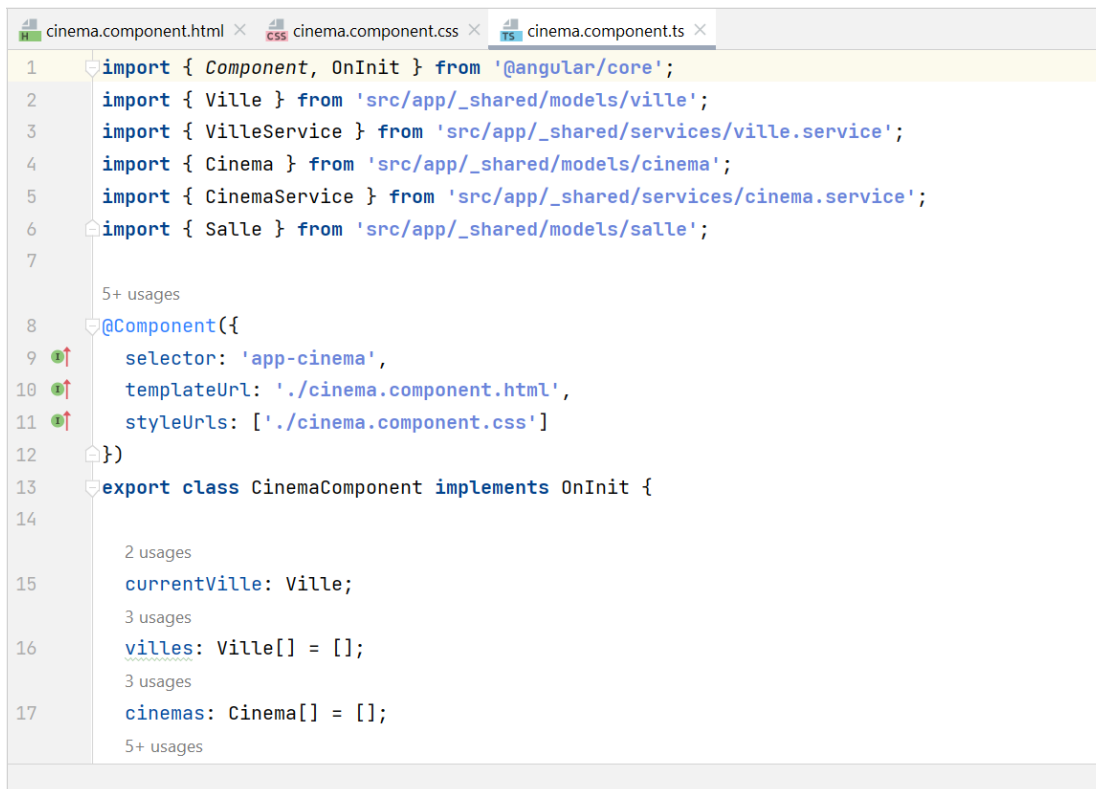 H cinema.component.html × CSS cinema.component.css × TS cinema.component.ts ×
1 import { Component, OnInit } from '@angular/core';
2 import { Ville } from 'src/app/_shared/models/ville';
3 import { VilleService } from 'src/app/_shared/services/ville.service';
4 import { Cinema } from 'src/app/_shared/models/cinema';
5 import { CinemaService } from 'src/app/_shared/services/cinema.service';
6 import { Salle } from 'src/app/_shared/models/salle';
7
5+ usages
8 @Component({
9 I selector: 'app-cinema',
10 I templateUrl: './cinema.component.html',
11 I styleUrls: ['./cinema.component.css']
12 })
13 export class CinemaComponent implements OnInit {
14
2 usages
15 currentVille: Ville;
3 usages
16 villes: Ville[] = [];
3 usages
17 cinemas: Cinema[] = [];
5+ usages